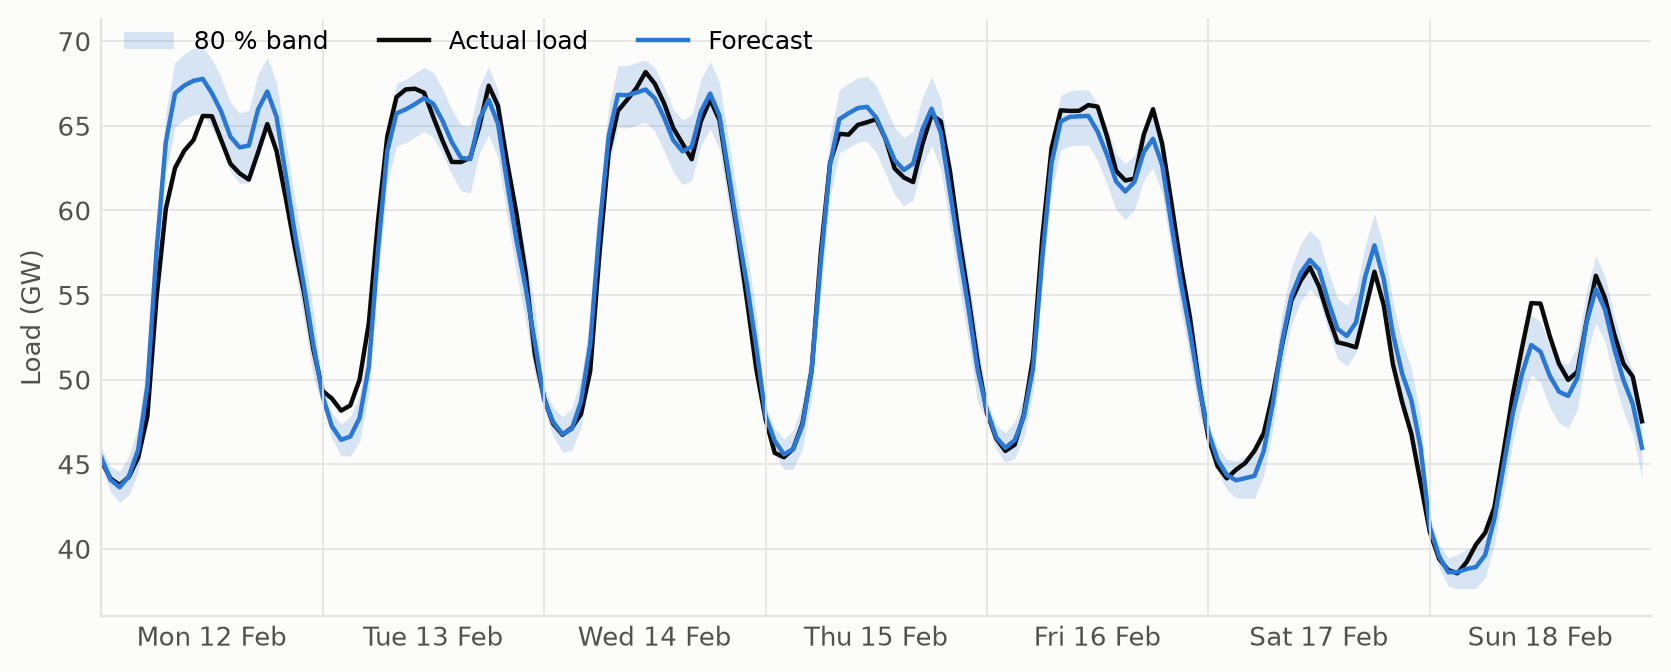 80 % band Actual load Forecast
Load (GW)
70
65
60
55
50
45
40
Mon 12 Feb Tue 13 Feb Wed 14 Feb Thu 15 Feb Fri 16 Feb Sat 17 Feb Sun 18 Feb